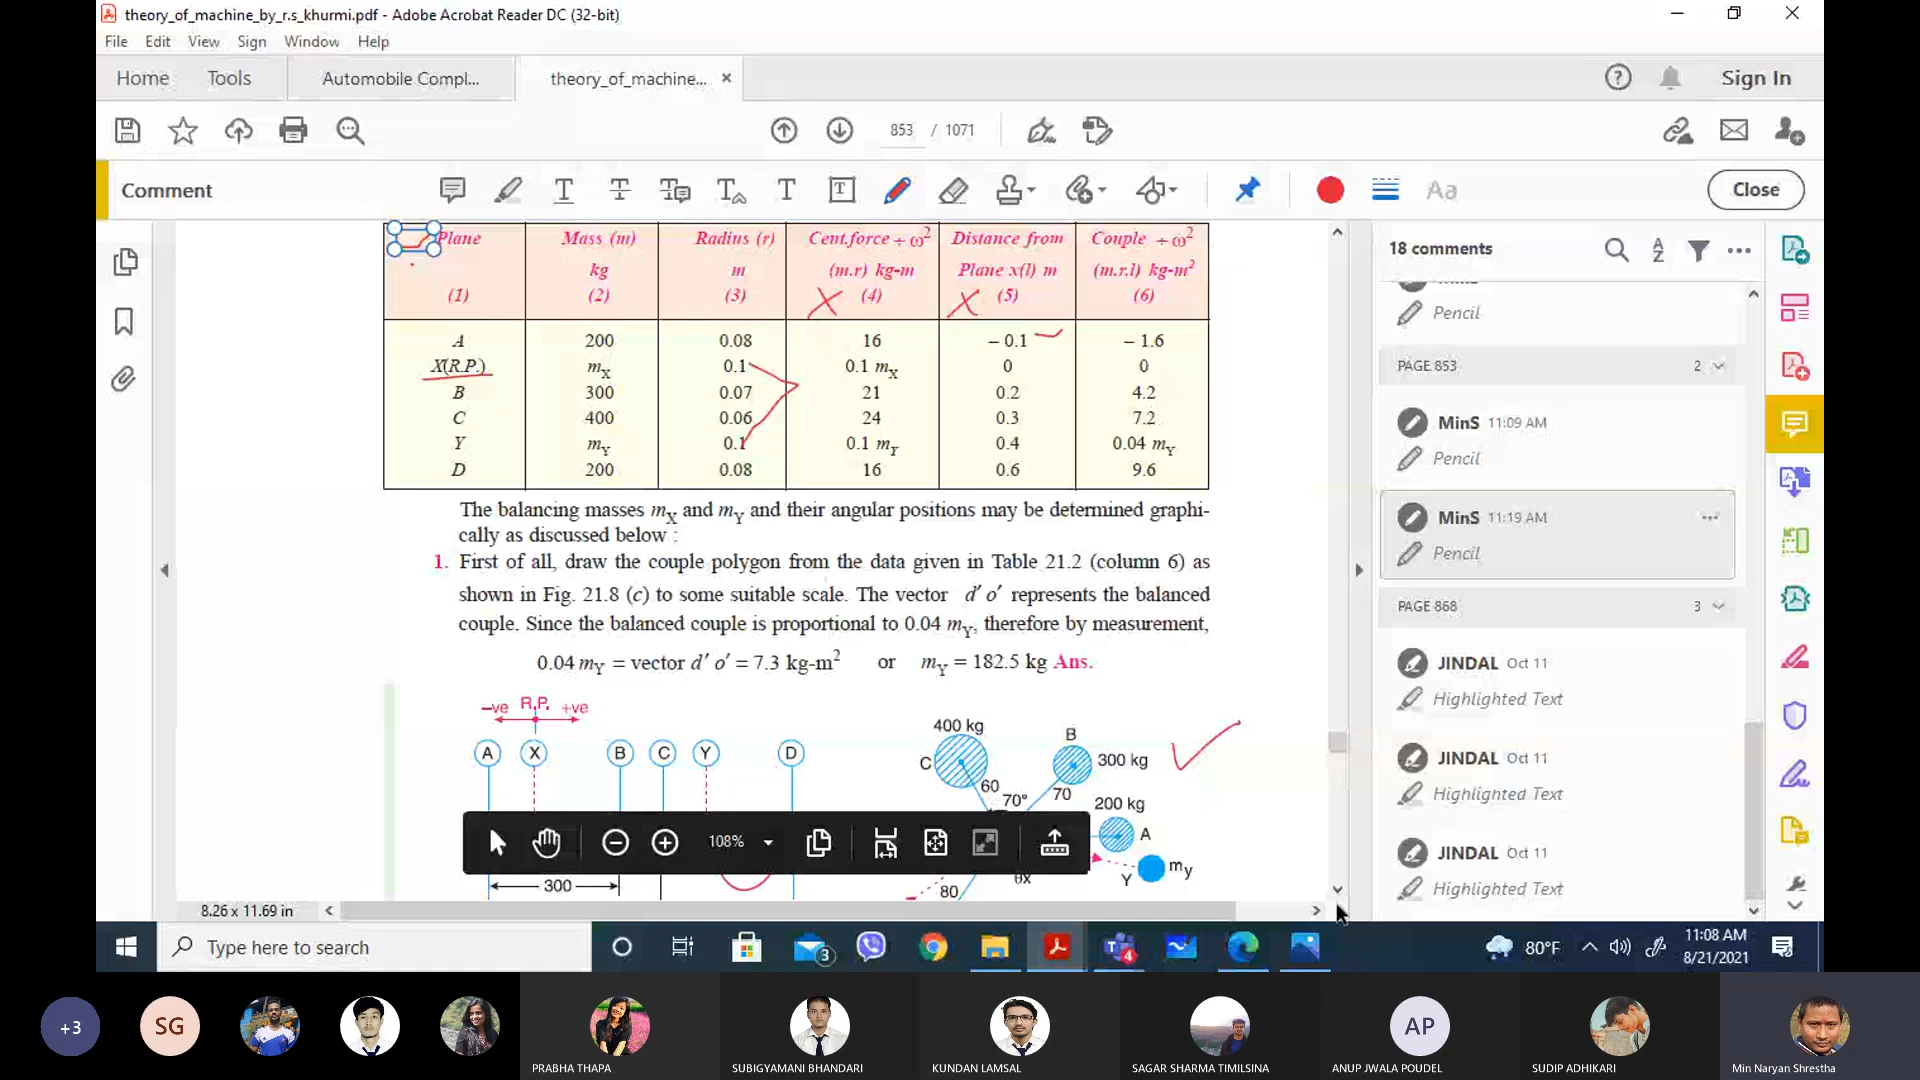 theory_of_machine_by_r.s_khurmi.pdf - Adobe Acrobat Reader DC (32-bit)
File Edit View Sign Window Help
Home Tools Automobile Compl... theory_of_machine... × Sign In
853 / 1071
Comment Aa Close
Plane Mass (m) Radius (r) Cent.force ÷ ω² Distance from Couple ÷ ω²
kg m (m.r) kg-m Plane x(l) m (m.r.l) kg-m²
(1) (2) (3) (4) (5) (6)
A 200 0.08 16 – 0.1 – 1.6
X(R.P.) mX 0.1 0.1 mX 0 0
B 300 0.07 21 0.2 4.2
C 400 0.06 24 0.3 7.2
Y mY 0.1 0.1 mY 0.4 0.04 mY
D 200 0.08 16 0.6 9.6
The balancing masses mX and mY and their angular positions may be determined graphi-
cally as discussed below :
1. First of all, draw the couple polygon from the data given in Table 21.2 (column 6) as
shown in Fig. 21.8 (c) to some suitable scale. The vector d′ o′ represents the balanced
couple. Since the balanced couple is proportional to 0.04 mY, therefore by measurement,
0.04 mY = vector d′ o′ = 7.3 kg-m² or mY = 182.5 kg Ans.
–ve R.P. +ve
A X B C Y D
400 kg
C
60
70°
B
300 kg
70
200 kg
A
Y
my
θx
80
300
108%
8.26 x 11.69 in
18 comments
Pencil
PAGE 853 2
MinS 11:09 AM
Pencil
MinS 11:19 AM
Pencil
PAGE 868 3
JINDAL Oct 11
Highlighted Text
JINDAL Oct 11
Highlighted Text
JINDAL Oct 11
Highlighted Text
Type here to search
3
4
80°F
11:08 AM
8/21/2021
+3
SG
AP
PRABHA THAPA
SUBIGYAMANI BHANDARI
KUNDAN LAMSAL
SAGAR SHARMA TIMILSINA
ANUP JWALA POUDEL
SUDIP ADHIKARI
Min Naryan Shrestha